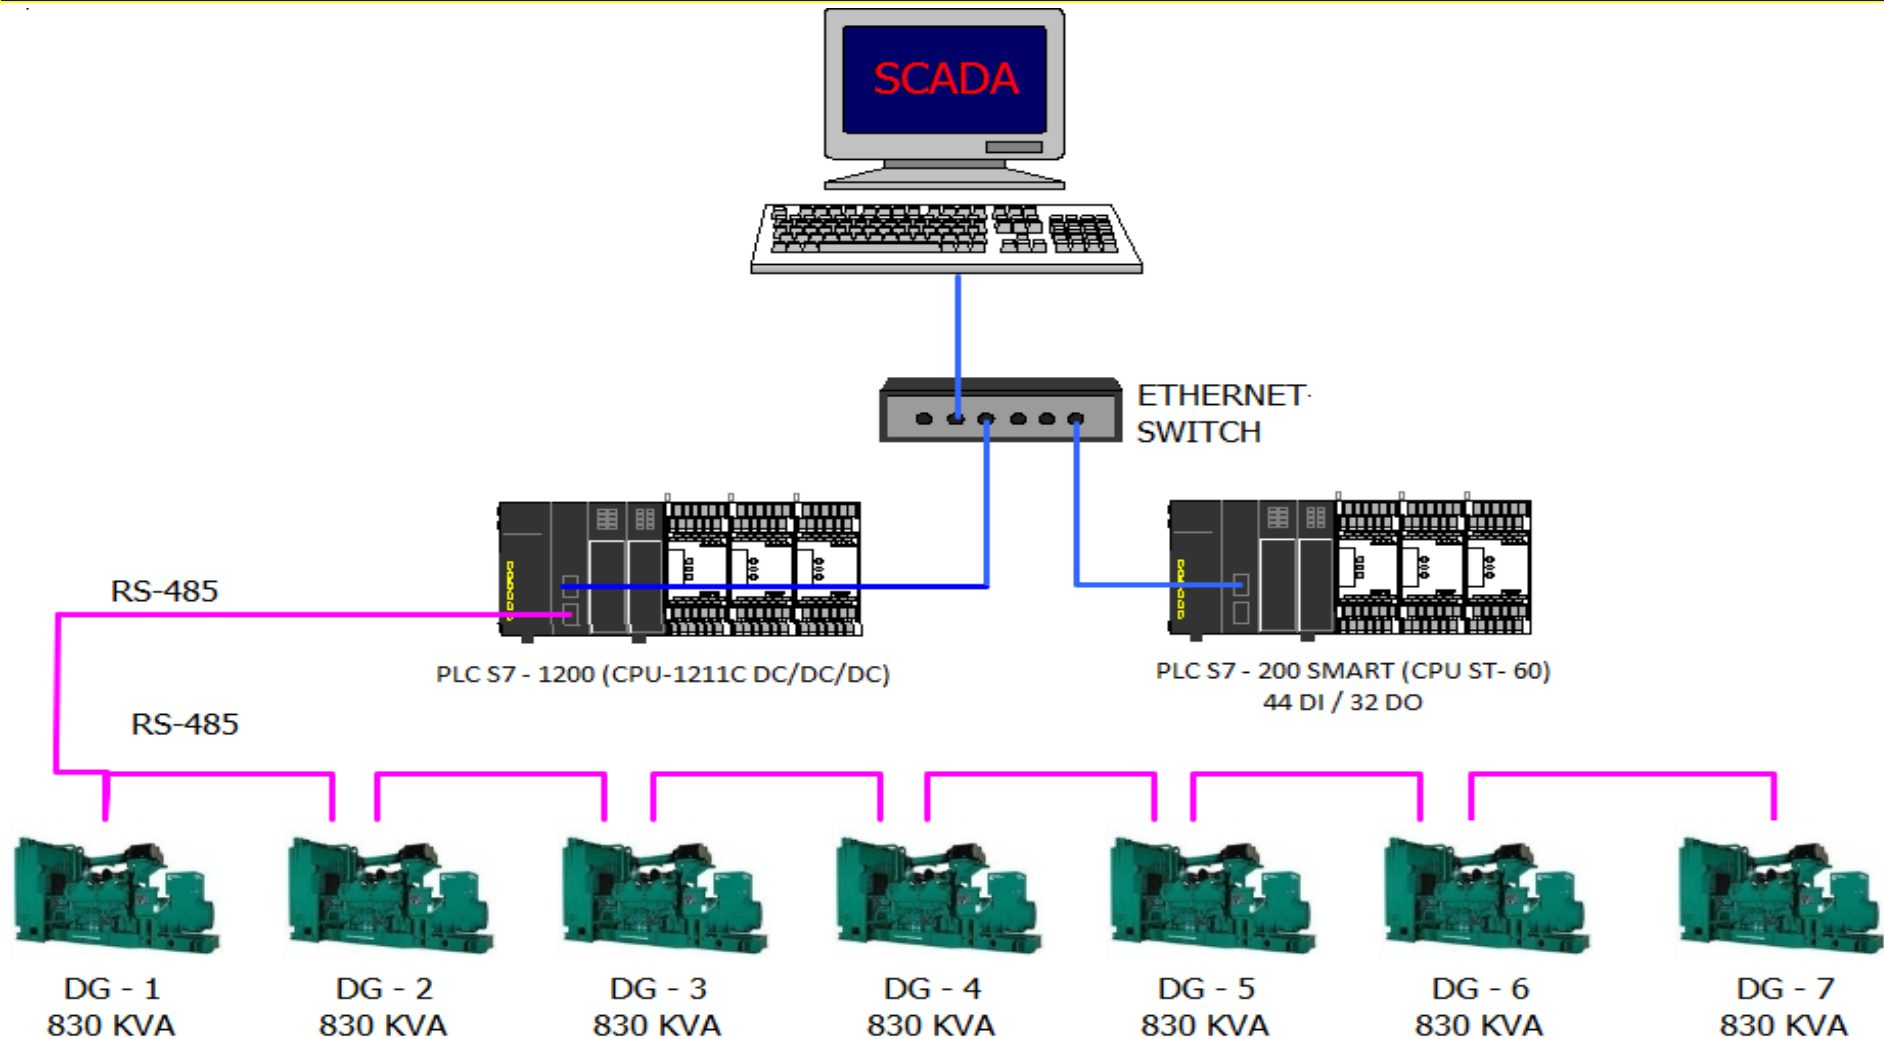 SCADA
ETHERNET
SWITCH
RS-485
PLC S7 - 1200 (CPU-1211C DC/DC/DC)
PLC S7 - 200 SMART (CPU ST- 60)
44 DI / 32 DO
RS-485
DG - 1
830 KVA
DG - 2
830 KVA
DG - 3
830 KVA
DG - 4
830 KVA
DG - 5
830 KVA
DG - 6
830 KVA
DG - 7
830 KVA